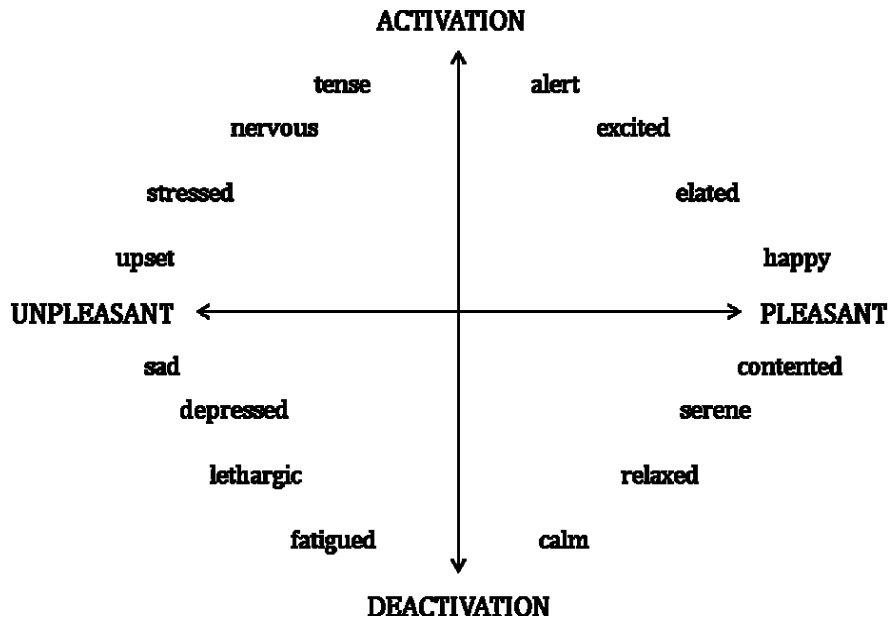 ACTIVATION
tense alert
nervous excited
stressed elated
upset happy
UNPLEASANT PLEASANT
sad contented
depressed serene
lethargic relaxed
fatigued calm
DEACTIVATION